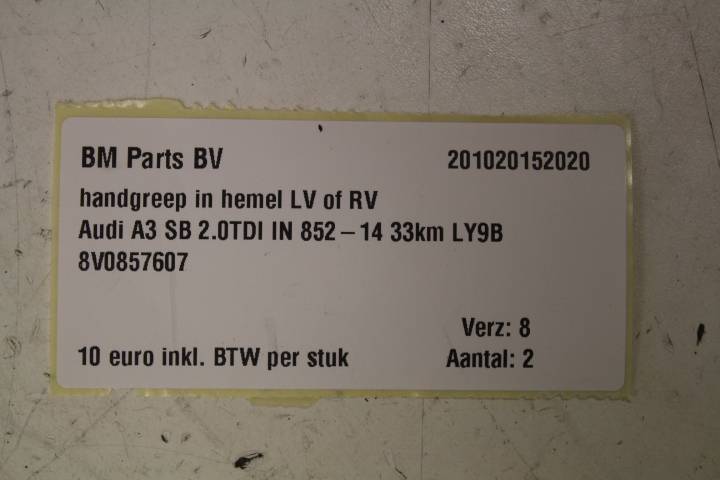 BM Parts BV 201020152020
handgreep in hemel LV of RV
Audi A3 SB 2.0TDI IN 852 – 14 33km LY9B
8V0857607
Verz: 8
10 euro inkl. BTW per stuk Aantal: 2